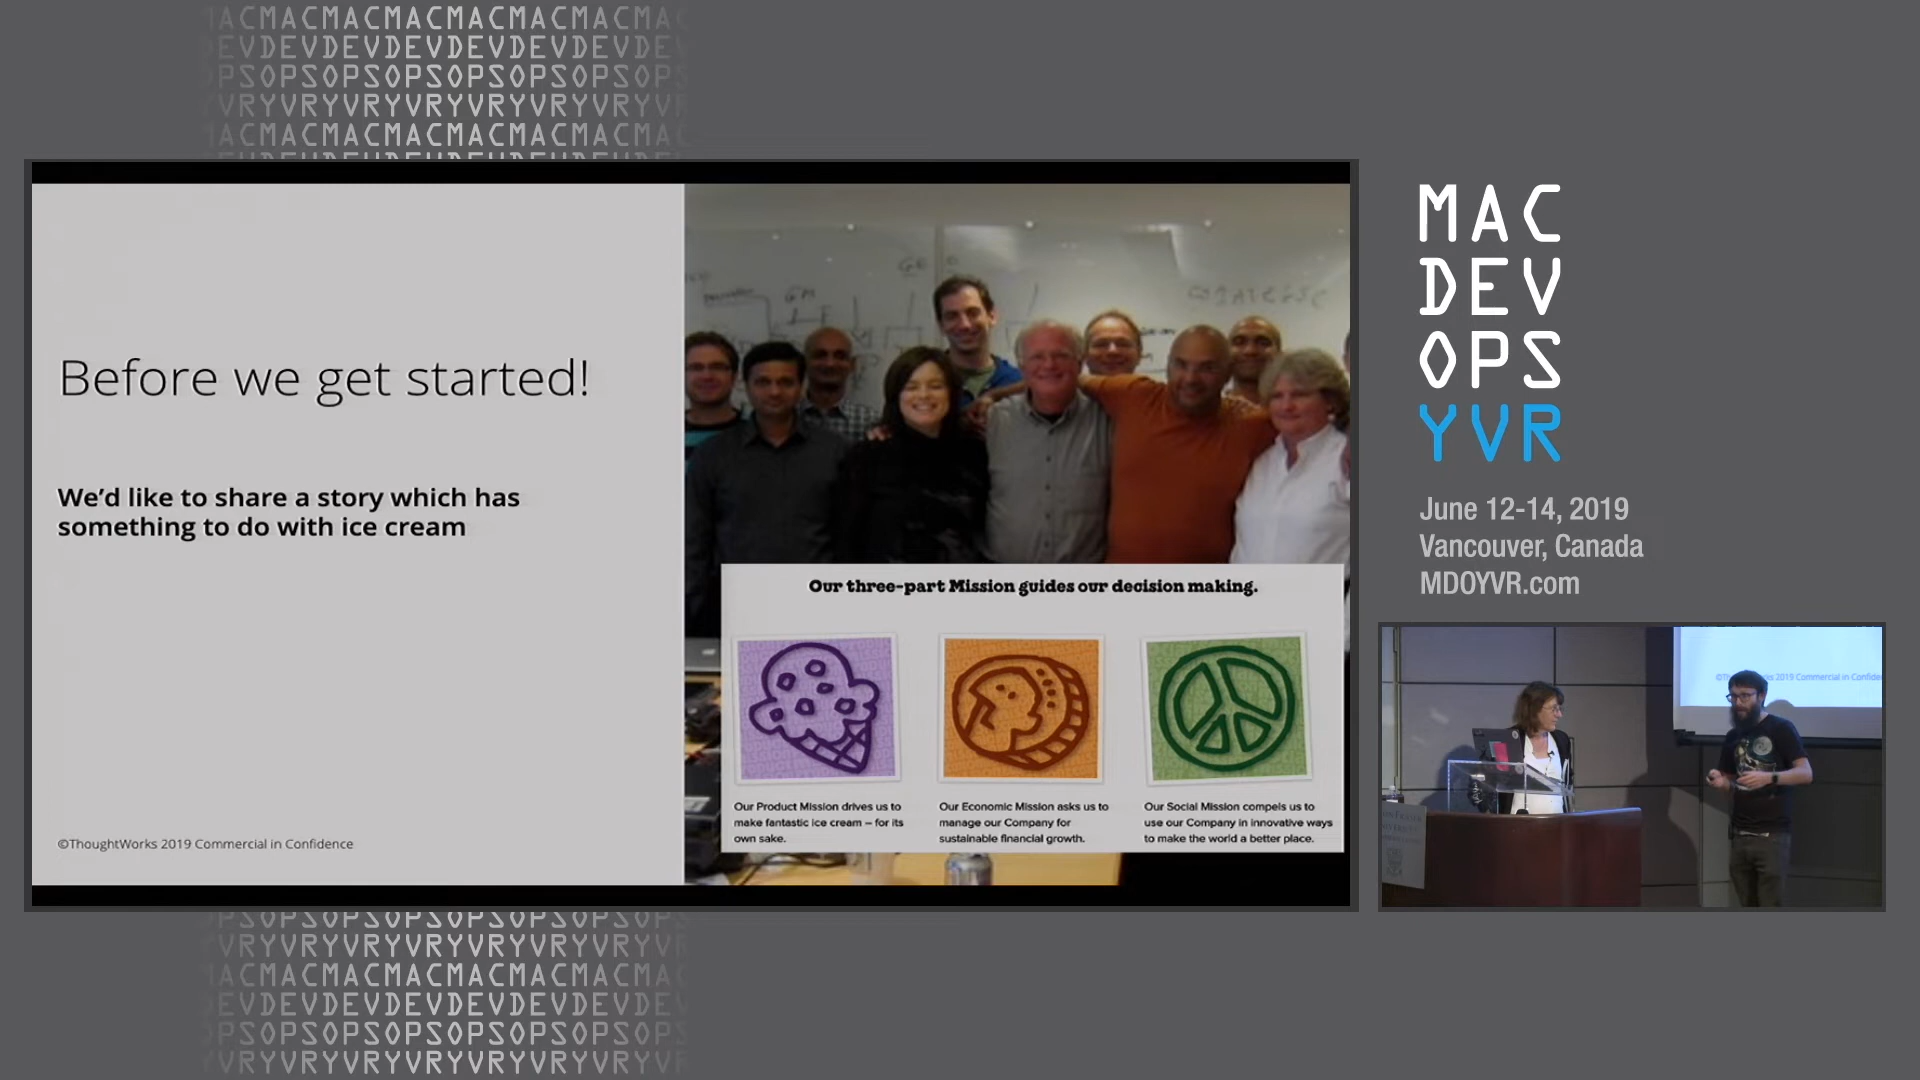 Before we get started!
We'd like to share a story which has
something to do with ice cream
©ThoughtWorks 2019 Commercial in Confidence
Our three-part Mission guides our decision making.
Our Product Mission drives us to
make fantastic ice cream – for its
own sake.
Our Economic Mission asks us to
manage our Company for
sustainable financial growth.
Our Social Mission compels us to
use our Company in innovative ways
to make the world a better place.
MAC
DEV
OPS
YVR
June 12-14, 2019
Vancouver, Canada
MDOYVR.com